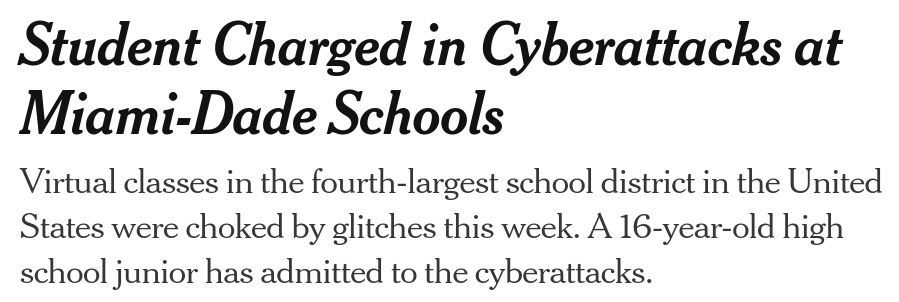 Student Charged in Cyberattacks at
Miami-Dade Schools
Virtual classes in the fourth-largest school district in the United
States were choked by glitches this week. A 16-year-old high
school junior has admitted to the cyberattacks.